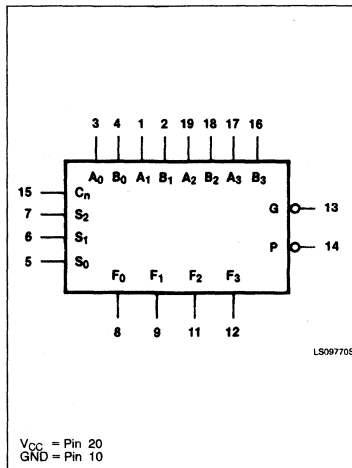 3 4 1 2 19 18 17 16
A0 B0 A1 B1 A2 B2 A3 B3
15 Cn
G 13
7 S2
6 S1
P 14
5 S0
F0 F1 F2 F3
8 9 11 12
LS09770S
VCC = Pin 20
GND = Pin 10